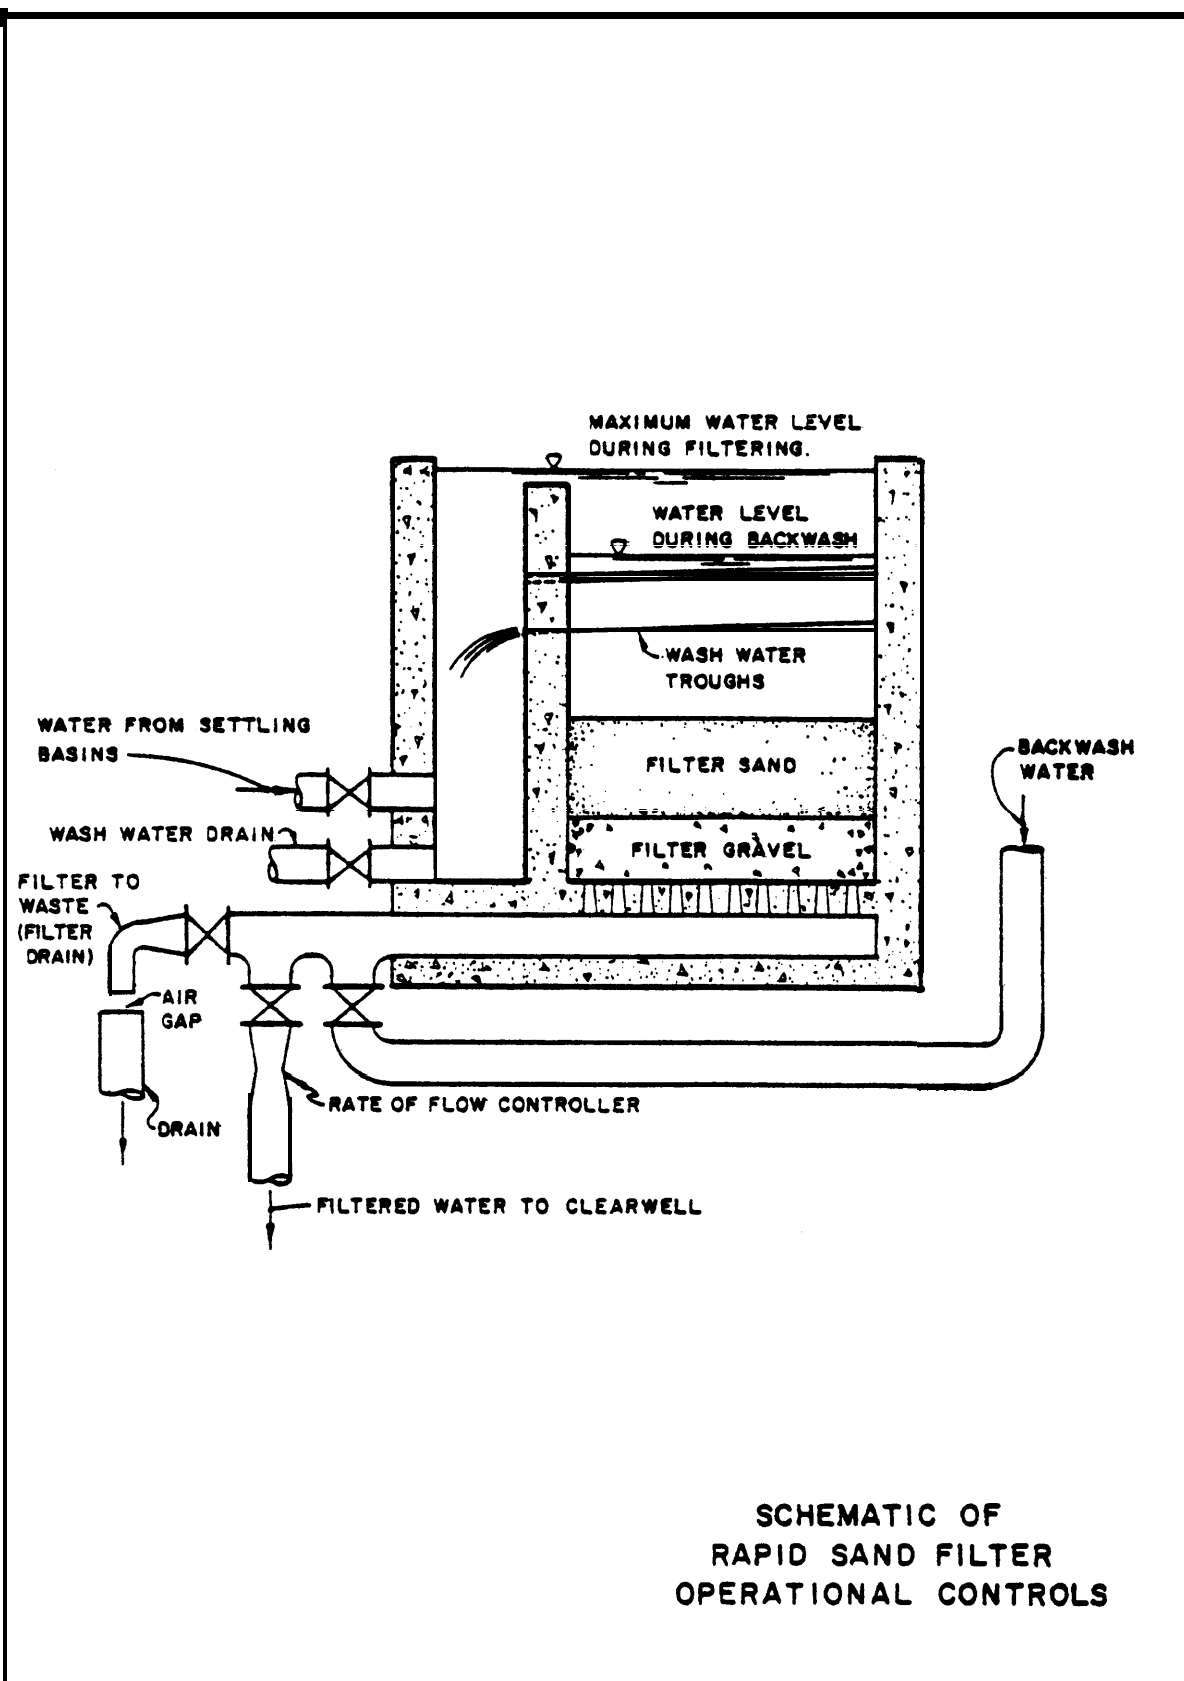 MAXIMUM WATER LEVEL
DURING FILTERING.
WATER LEVEL
DURING BACKWASH
WASH WATER
TROUGHS
WATER FROM SETTLING
BASINS
FILTER SAND
BACKWASH
WATER
WASH WATER DRAIN
FILTER GRAVEL
FILTER TO
WASTE
(FILTER
DRAIN)
AIR
GAP
RATE OF FLOW CONTROLLER
DRAIN
FILTERED WATER TO CLEARWELL
SCHEMATIC OF
RAPID SAND FILTER
OPERATIONAL CONTROLS